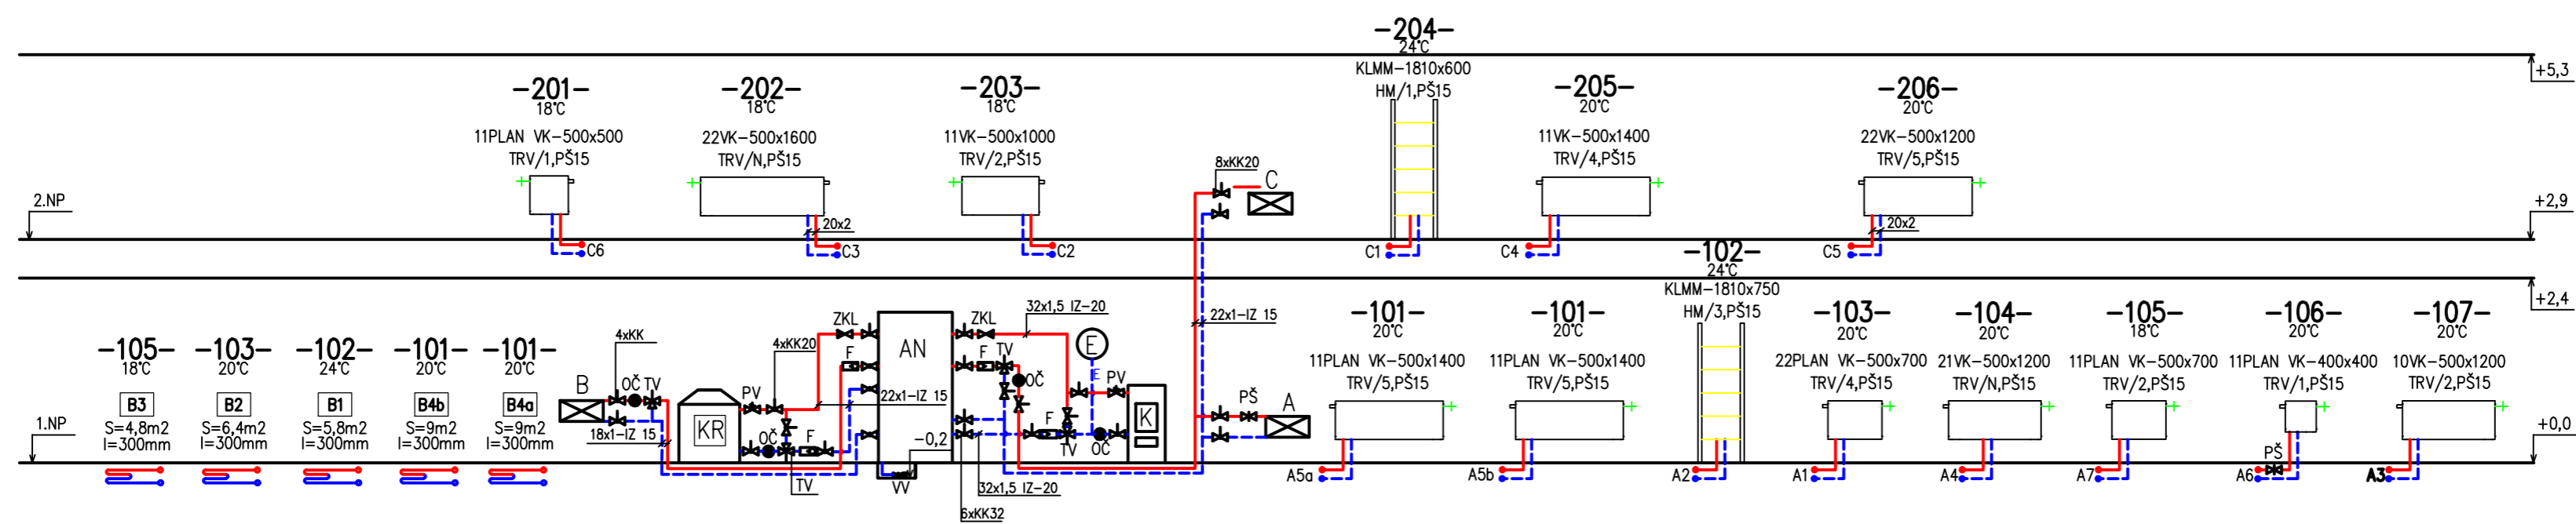 -204-
24°C
KLMM-1810x600
HM/1,PŠ15
+5,3
-201-
18°C
11PLAN VK-500x500
TRV/1,PŠ15
-202-
18°C
22VK-500x1600
TRV/N,PŠ15
-203-
18°C
11VK-500x1000
TRV/2,PŠ15
-205-
20°C
11VK-500x1400
TRV/4,PŠ15
-206-
20°C
22VK-500x1200
TRV/5,PŠ15
8xKK20
C
2.NP
+2,9
20x2
20x2
C6
C3
C2
C1
C4
C5
-102-
24°C
KLMM-1810x750
HM/3,PŠ15
+2,4
-105-
18°C
B3
S=4,8m2
l=300mm
-103-
20°C
B2
S=6,4m2
l=300mm
-102-
24°C
B1
S=5,8m2
l=300mm
-101-
20°C
B4b
S=9m2
l=300mm
-101-
20°C
B4a
S=9m2
l=300mm
4xKK
B
OČ
TV
18x1-IZ 15
KR
PV
4xKK20
OČ
F
TV
ZKL
F
22x1-IZ 15
AN
-0,2
VV
ZKL
F
TV
OČ
32x1,5 IZ-20
E
E
PV
K
F
TV
OČ
32x1,5 IZ-20
6xKK32
22x1-IZ 15
PŠ
A
-101-
20°C
11PLAN VK-500x1400
TRV/5,PŠ15
-101-
20°C
11PLAN VK-500x1400
TRV/5,PŠ15
-103-
20°C
22PLAN VK-500x700
TRV/4,PŠ15
-104-
20°C
21VK-500x1200
TRV/N,PŠ15
-105-
18°C
11PLAN VK-500x700
TRV/2,PŠ15
-106-
20°C
11PLAN VK-400x400
TRV/1,PŠ15
-107-
20°C
10VK-500x1200
TRV/2,PŠ15
1.NP
+0,0
PŠ
A5a
A5b
A2
A1
A4
A7
A6
A3